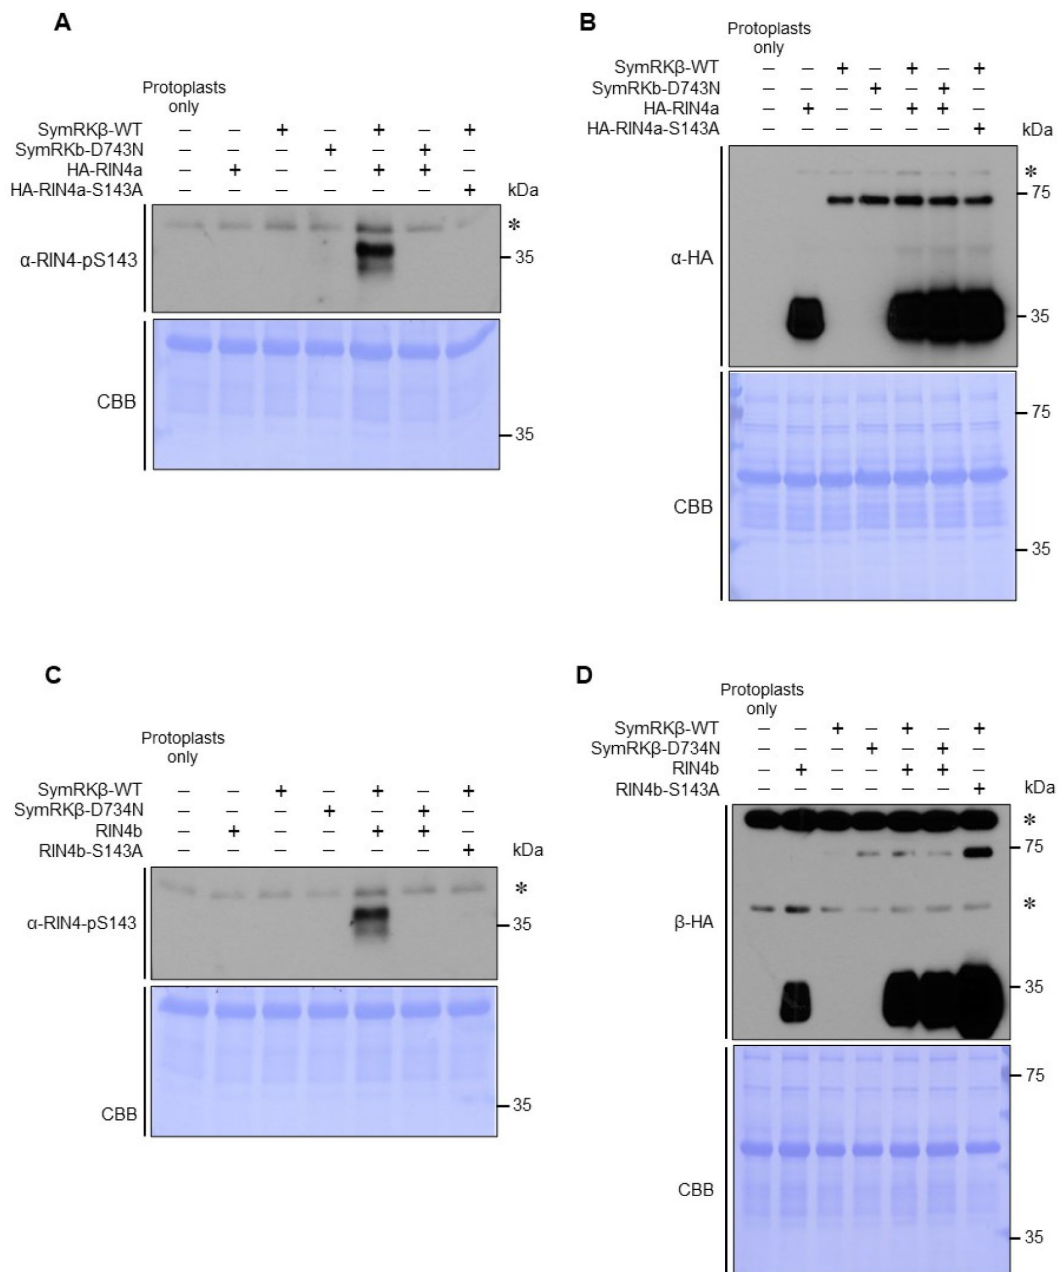 A
Protoplasts
only
SymRKβ-WT – – + – + – +
SymRKb-D743N – – – + – + –
HA-RIN4a – + – – + + –
HA-RIN4a-S143A – – – – – – +
kDa
*
α-RIN4-pS143
35
CBB
35
B
Protoplasts
only
SymRKβ-WT – – + – + – +
SymRKb-D743N – – – + – + –
HA-RIN4a – + – – + + –
HA-RIN4a-S143A – – – – – – +
kDa
*
75
α-HA
35
75
CBB
35
C
Protoplasts
only
SymRKβ-WT – – + – + – +
SymRKβ-D734N – – – + – + –
RIN4b – + – – + + –
RIN4b-S143A – – – – – – +
kDa
*
α-RIN4-pS143
35
CBB
35
D
Protoplasts
only
SymRKβ-WT – – + – + – +
SymRKβ-D734N – – – + – + –
RIN4b – + – – + + –
RIN4b-S143A – – – – – – +
kDa
*
75
*
β-HA
35
75
CBB
35